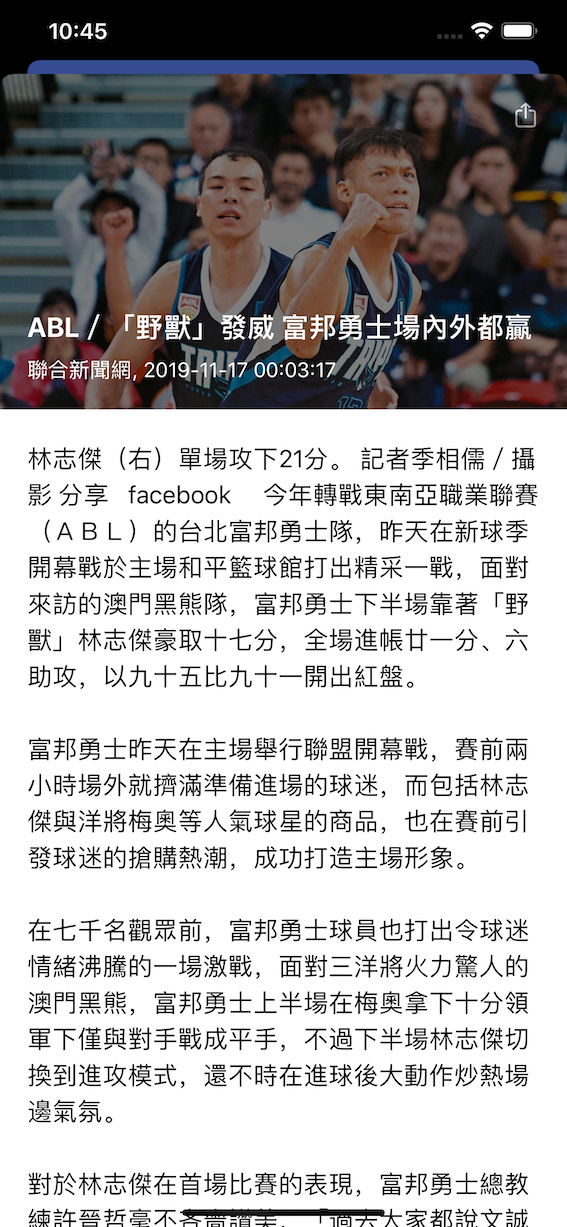 10:45
ABL／「野獸」發威 富邦勇士場內外都贏
聯合新聞網, 2019-11-17 00:03:17
林志傑（右）單場攻下21分。 記者季相儒／攝
影 分享 facebook 今年轉戰東南亞職業聯賽
（ＡＢＬ）的台北富邦勇士隊，昨天在新球季
開幕戰於主場和平籃球館打出精采一戰，面對
來訪的澳門黑熊隊，富邦勇士下半場靠著「野
獸」林志傑豪取十七分，全場進帳廿一分、六
助攻，以九十五比九十一開出紅盤。
富邦勇士昨天在主場舉行聯盟開幕戰，賽前兩
小時場外就擠滿準備進場的球迷，而包括林志
傑與洋將梅奧等人氣球星的商品，也在賽前引
發球迷的搶購熱潮，成功打造主場形象。
在七千名觀眾前，富邦勇士球員也打出令球迷
情緒沸騰的一場激戰，面對三洋將火力驚人的
澳門黑熊，富邦勇士上半場在梅奧拿下十分領
軍下僅與對手戰成平手，不過下半場林志傑切
換到進攻模式，還不時在進球後大動作炒熱場
邊氣氛。
對於林志傑在首場比賽的表現，富邦勇士總教
練許晉哲毫不吝嗇讚美，「過去大家都說文誠